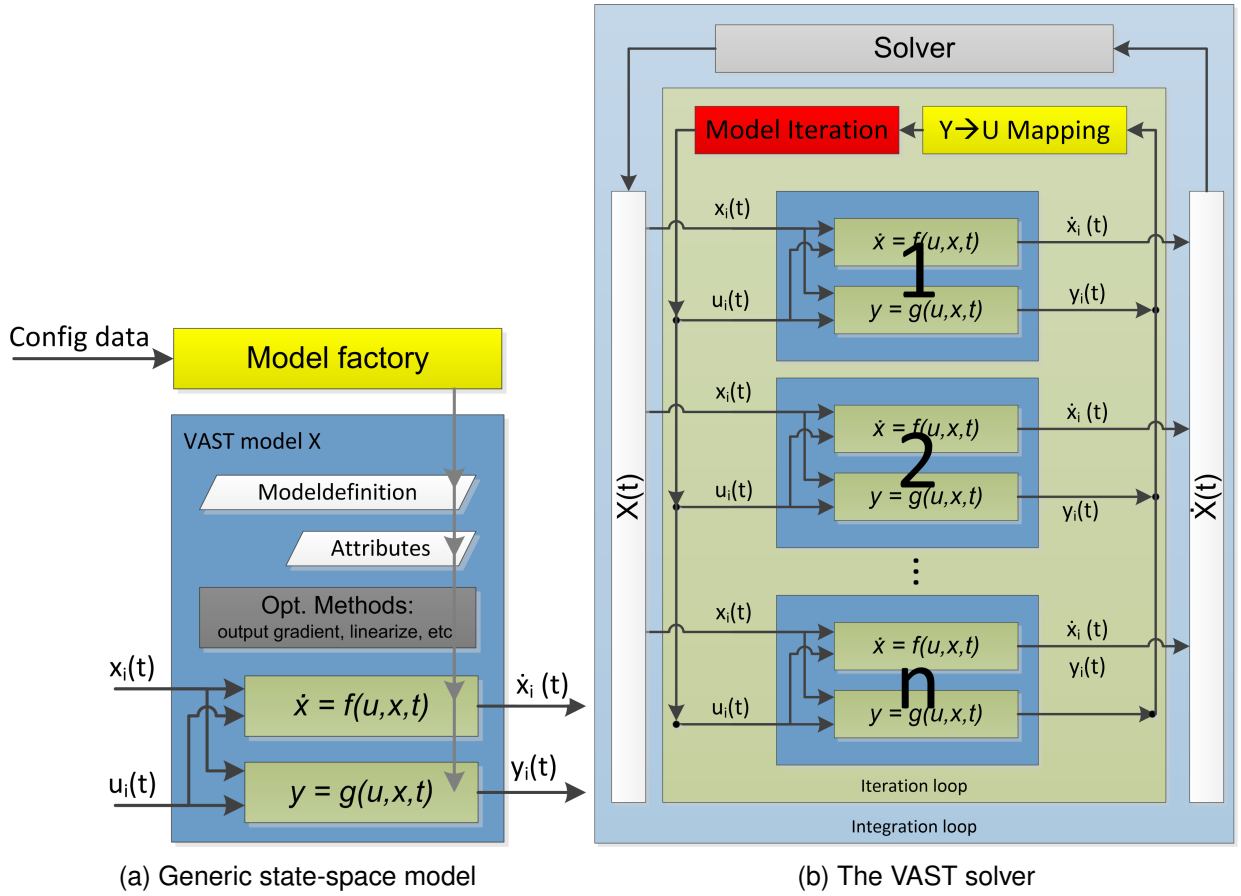 Config data
Model factory
VAST model X
Modeldefinition
Attributes
Opt. Methods:
output gradient, linearize, etc
xᵢ(t)
ẋ = f(u,x,t)
ẋᵢ (t)
uᵢ(t)
y = g(u,x,t)
yᵢ(t)
(a) Generic state-space model
Solver
Model Iteration
Y→U Mapping
X(t)
Ẋ(t)
xᵢ(t)
ẋ = f(u,x,t)
ẋᵢ (t)
1
uᵢ(t)
y = g(u,x,t)
yᵢ(t)
xᵢ(t)
ẋ = f(u,x,t)
ẋᵢ (t)
2
uᵢ(t)
y = g(u,x,t)
yᵢ(t)
⋮
xᵢ(t)
ẋ = f(u,x,t)
ẋᵢ (t)
n
yᵢ(t)
uᵢ(t)
y = g(u,x,t)
Iteration loop
Integration loop
(b) The VAST solver